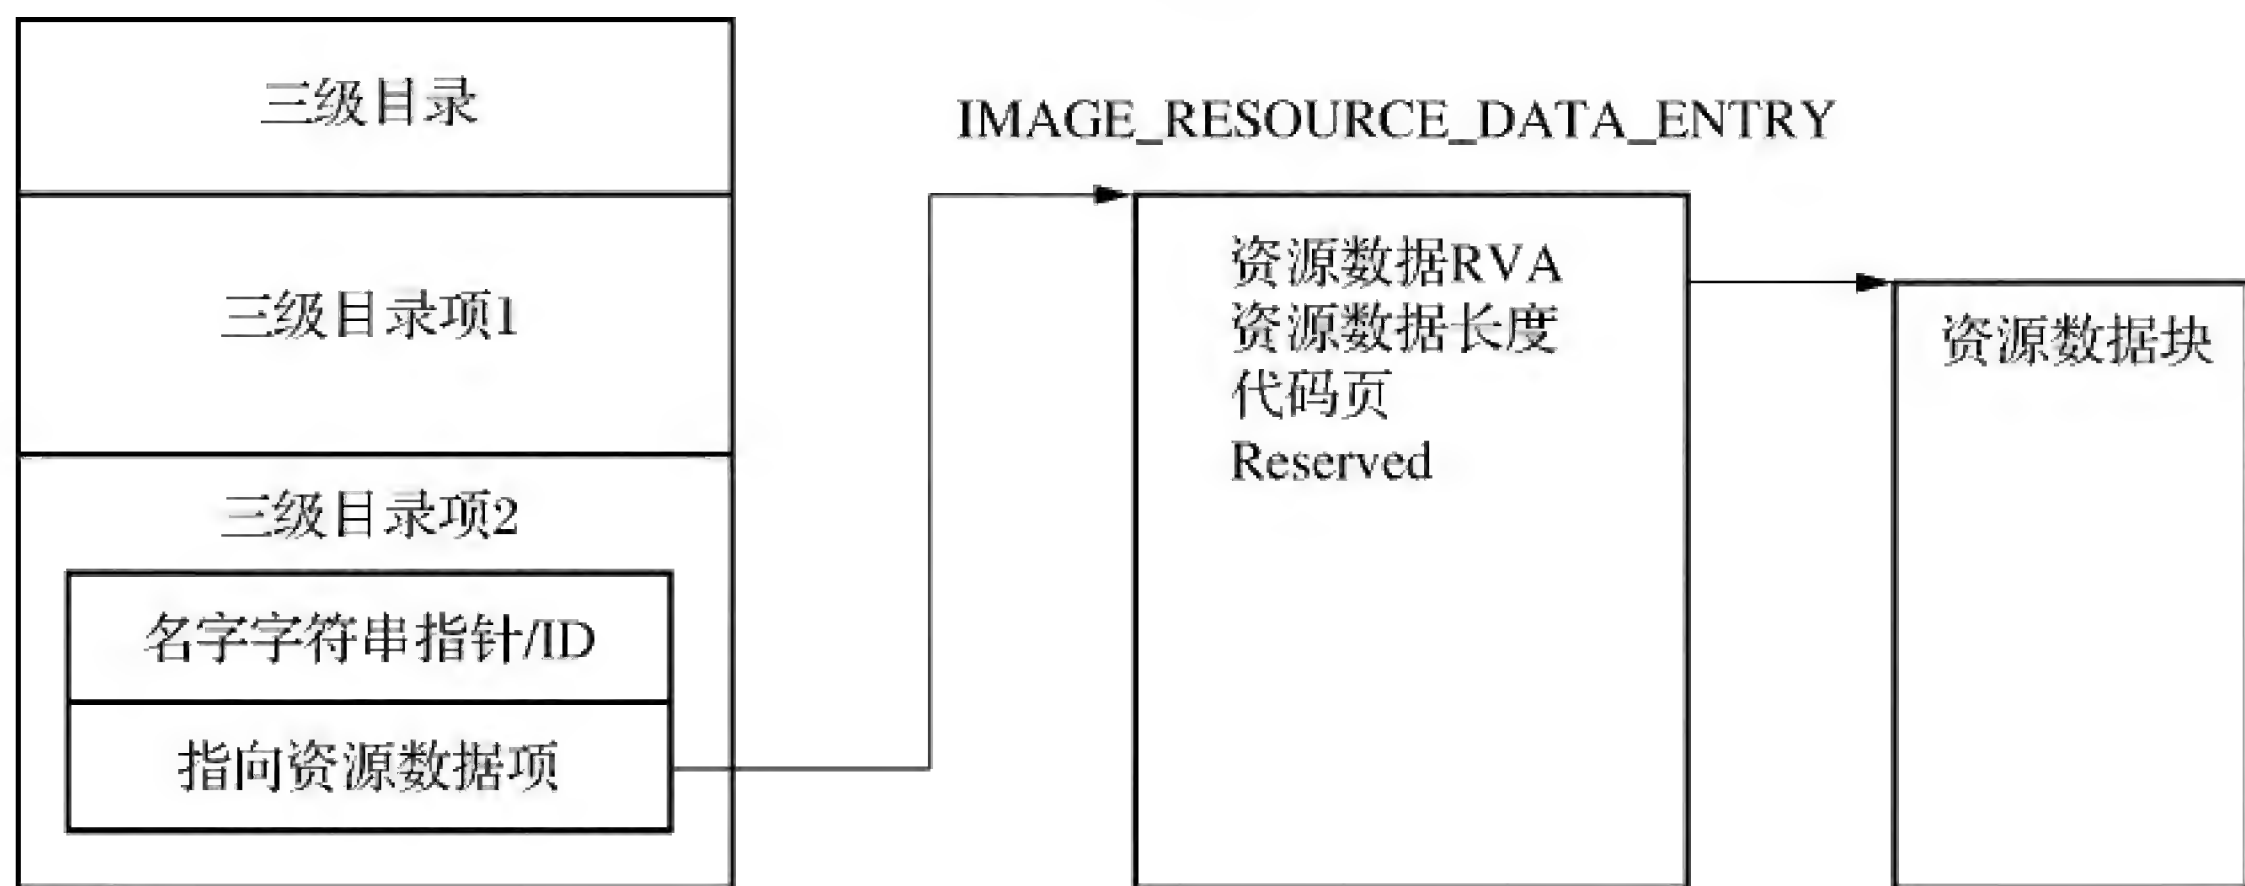 三级目录
三级目录项1
三级目录项2
名字字符串指针/ID
指向资源数据项
IMAGE_RESOURCE_DATA_ENTRY
资源数据RVA
资源数据长度
代码页
Reserved
资源数据块